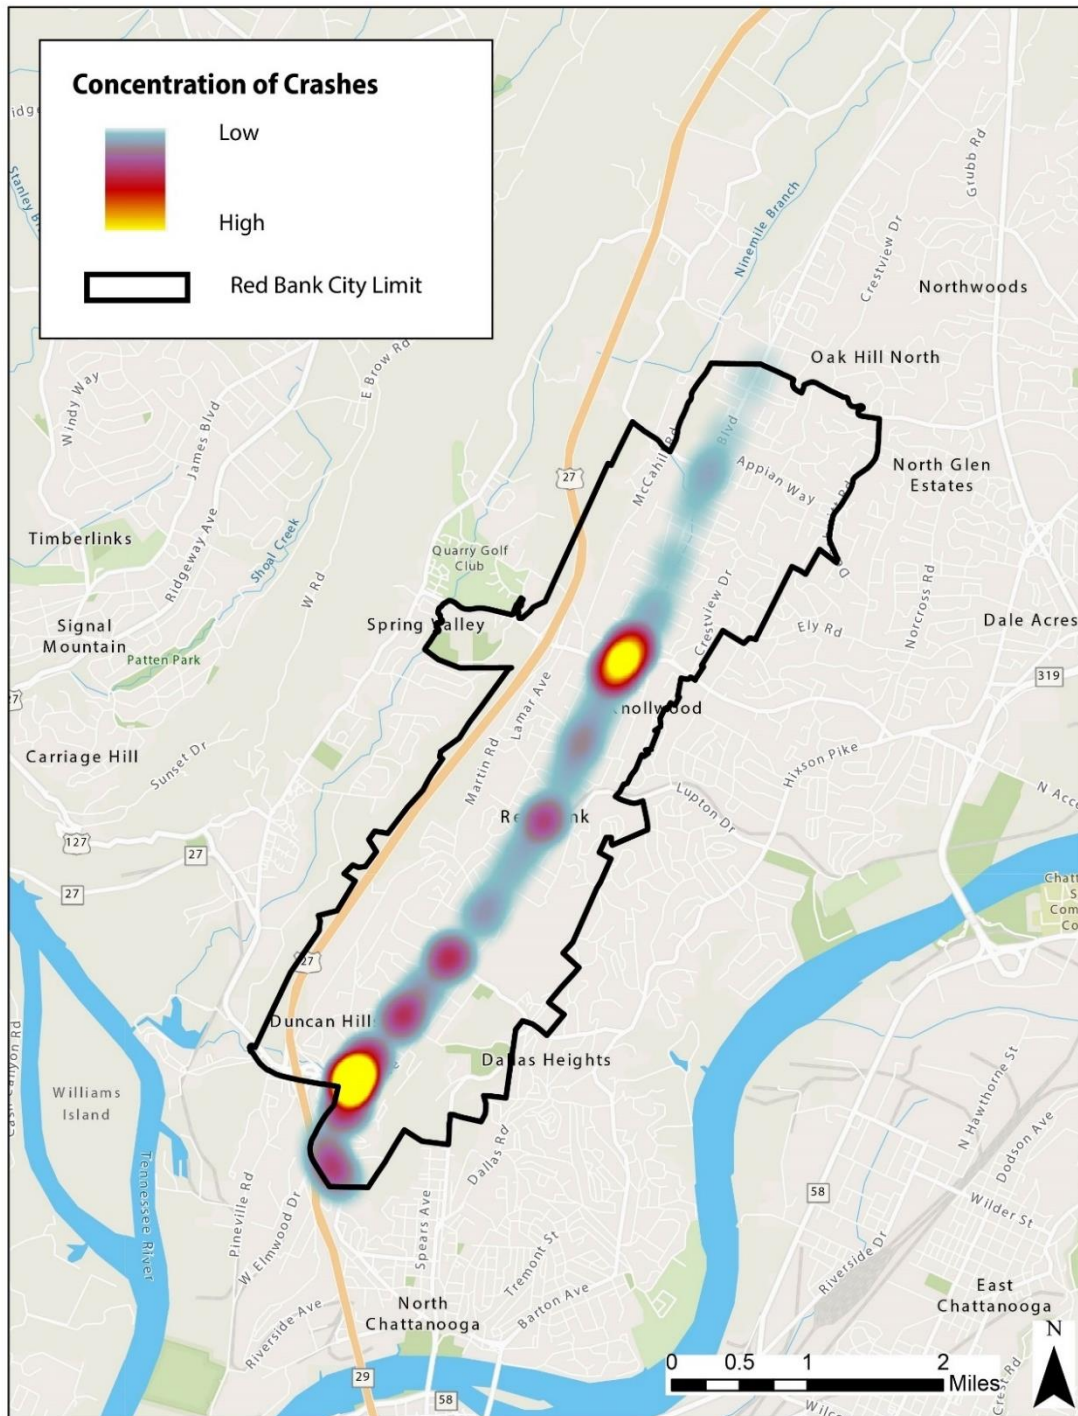 Concentration of Crashes
Low
High
Red Bank City Limit
Ninemile Branch
Grubb Rd
Crestview Dr
Northwoods
Oak Hill North
E Brow Rd
Windy Way
James Blvd
Blvd
McCahill Rd
Appian Way
North Glen
Estates
27
Timberlinks
Ridgeway Ave
Shoal Creek
Quarry Golf
Club
W Rd
Norcross Rd
Crestview Dr
Spring Valley
Ely Rd
Dale Acres
Signal
Mountain
Patten Park
319
Lamar Ave
Carriage Hill
Sunset Dr
Martin Rd
Hixson Pike
Lupton Dr
127
27
27
27
Duncan Hills
Dallas Heights
Williams
Island
N Hawthorne St
Dodson Ave
Dallas Rd
Tennessee River
Pineville Rd
W Elmwood Dr
Spears Ave
58
Wilder St
Tremont St
Riverside Dr
North
Chattanooga
Barton Ave
Riverside Ave
East
Chattanooga
N
0 0.5 1 2
Miles
29
58